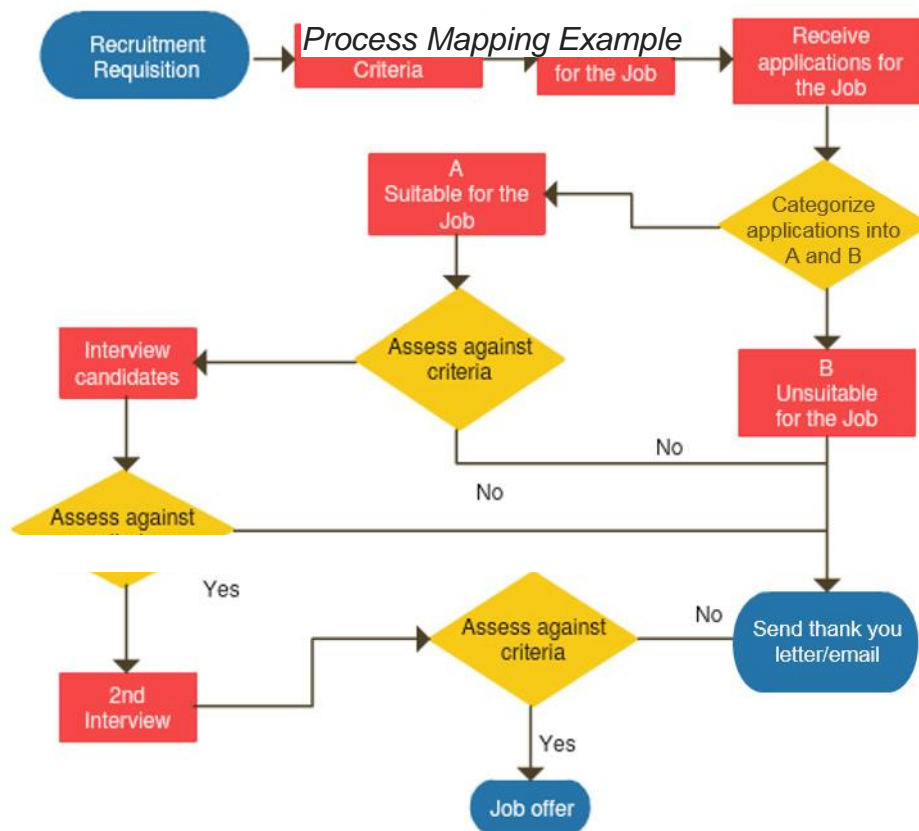 Process Mapping Example
Recruitment
Requisition
Criteria
for the Job
Receive
applications for
the Job
A
Suitable for the
Job
Categorize
applications into
A and B
Interview
candidates
Assess against
criteria
B
Unsuitable
for the Job
No
No
Assess against
Yes
Assess against
criteria
No
Send thank you
letter/email
2nd
Interview
Yes
Job offer